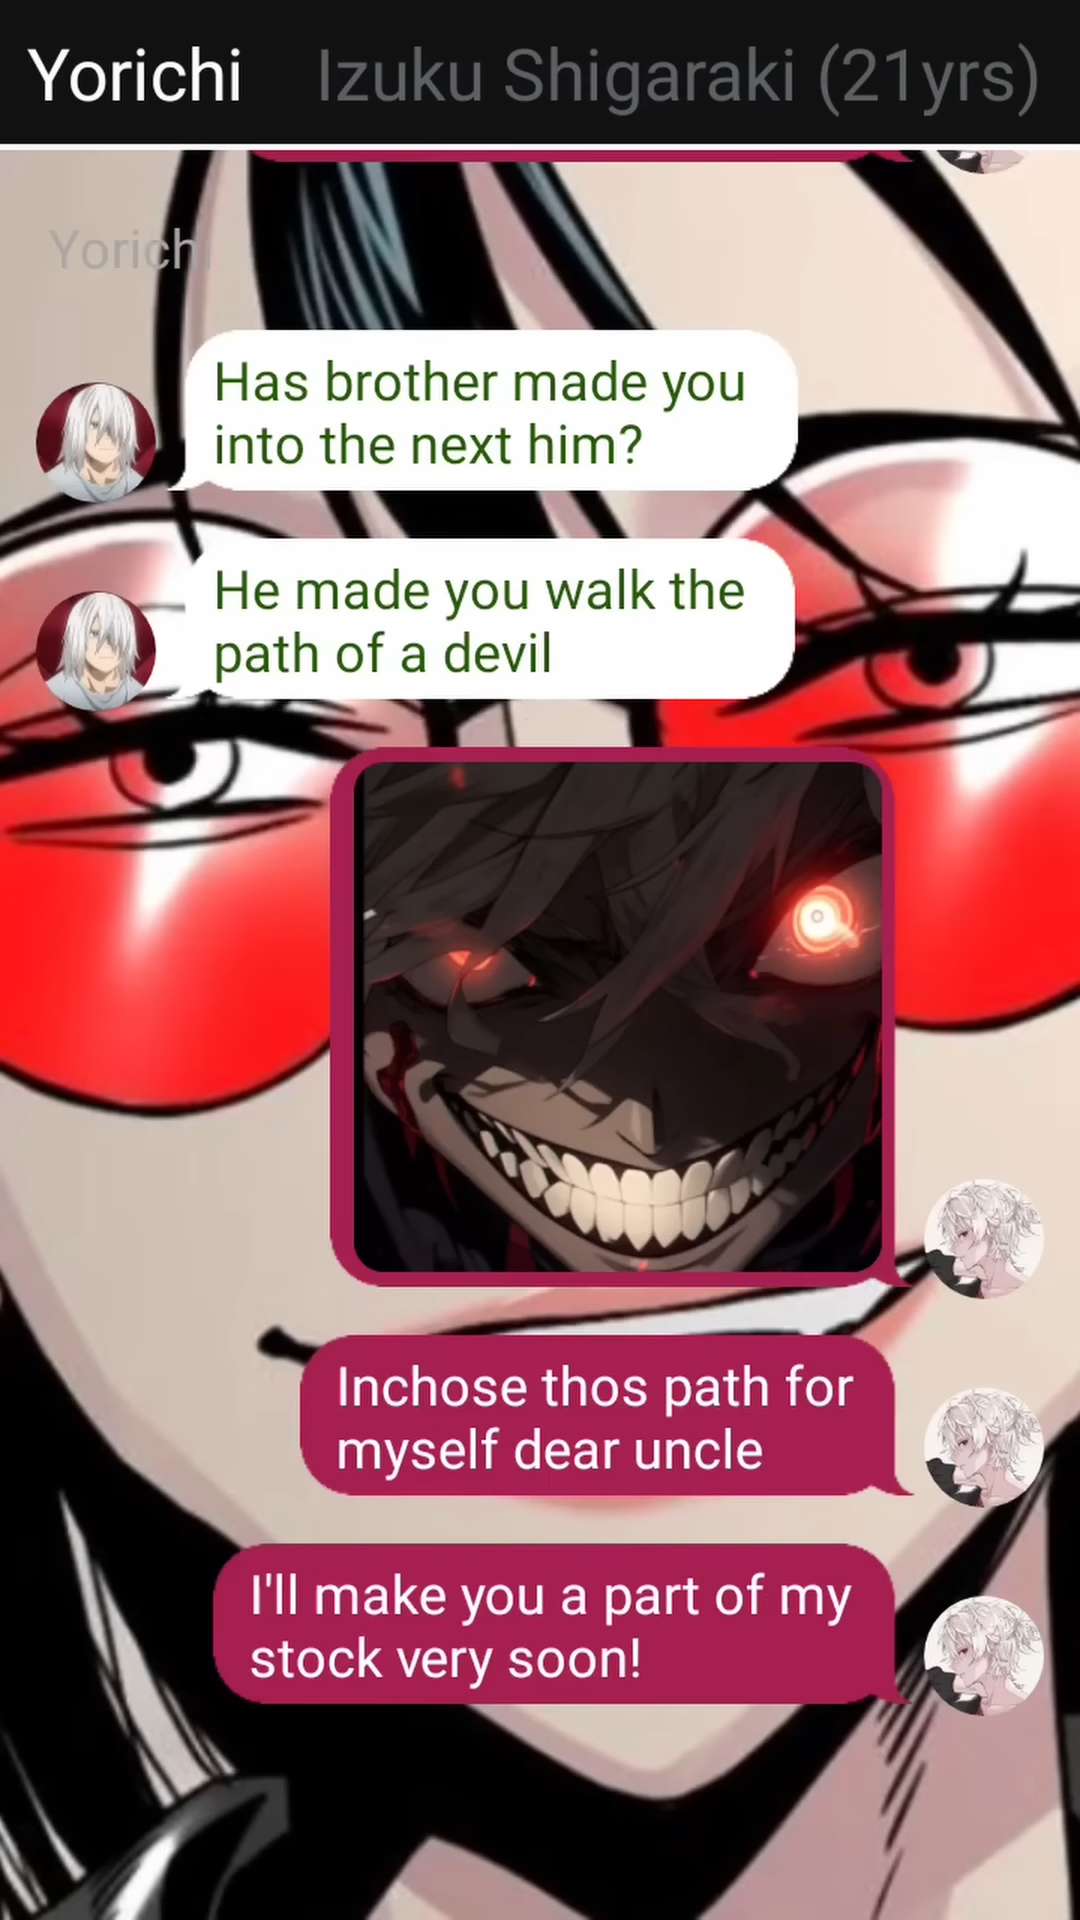 Yorichi Izuku Shigaraki (21yrs)
Yorichi
Has brother made you
into the next him?
He made you walk the
path of a devil
Inchose thos path for
myself dear uncle
I'll make you a part of my
stock very soon!